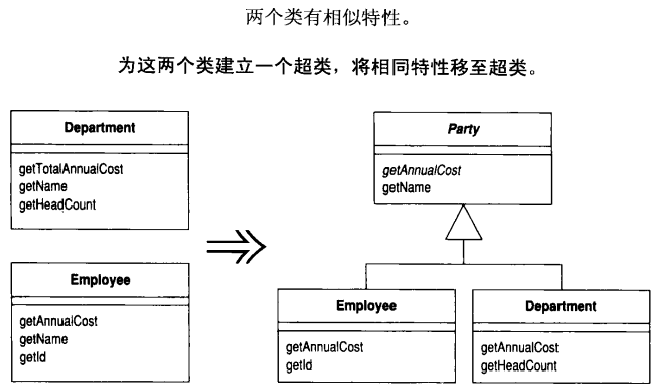 两个类有相似特性。
为这两个类建立一个超类，将相同特性移至超类。
Department
getTotalAnnualCost
getName
getHeadCount
Employee
getAnnualCost
getName
getId
Party
getAnnualCost
getName
Employee
getAnnualCost
getId
Department
getAnnualCost
getHeadCount